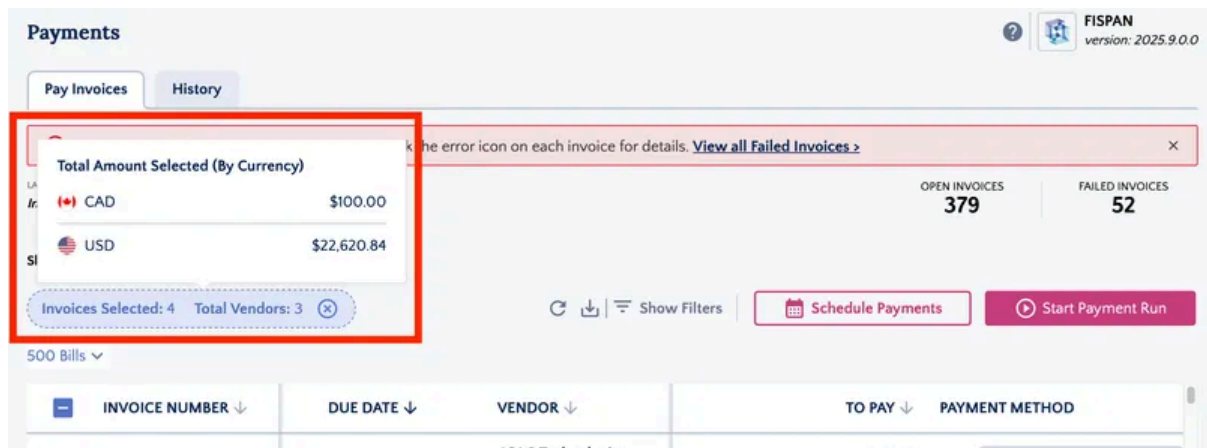 Payments
FISPAN
version: 2025.9.0.0
Pay Invoices
History
the error icon on each invoice for details. View all Failed Invoices >
Total Amount Selected (By Currency)
CAD $100.00
USD $22,620.84
OPEN INVOICES
379
FAILED INVOICES
52
Invoices Selected: 4 Total Vendors: 3
Show Filters
Schedule Payments
Start Payment Run
500 Bills
INVOICE NUMBER
DUE DATE
VENDOR
TO PAY
PAYMENT METHOD